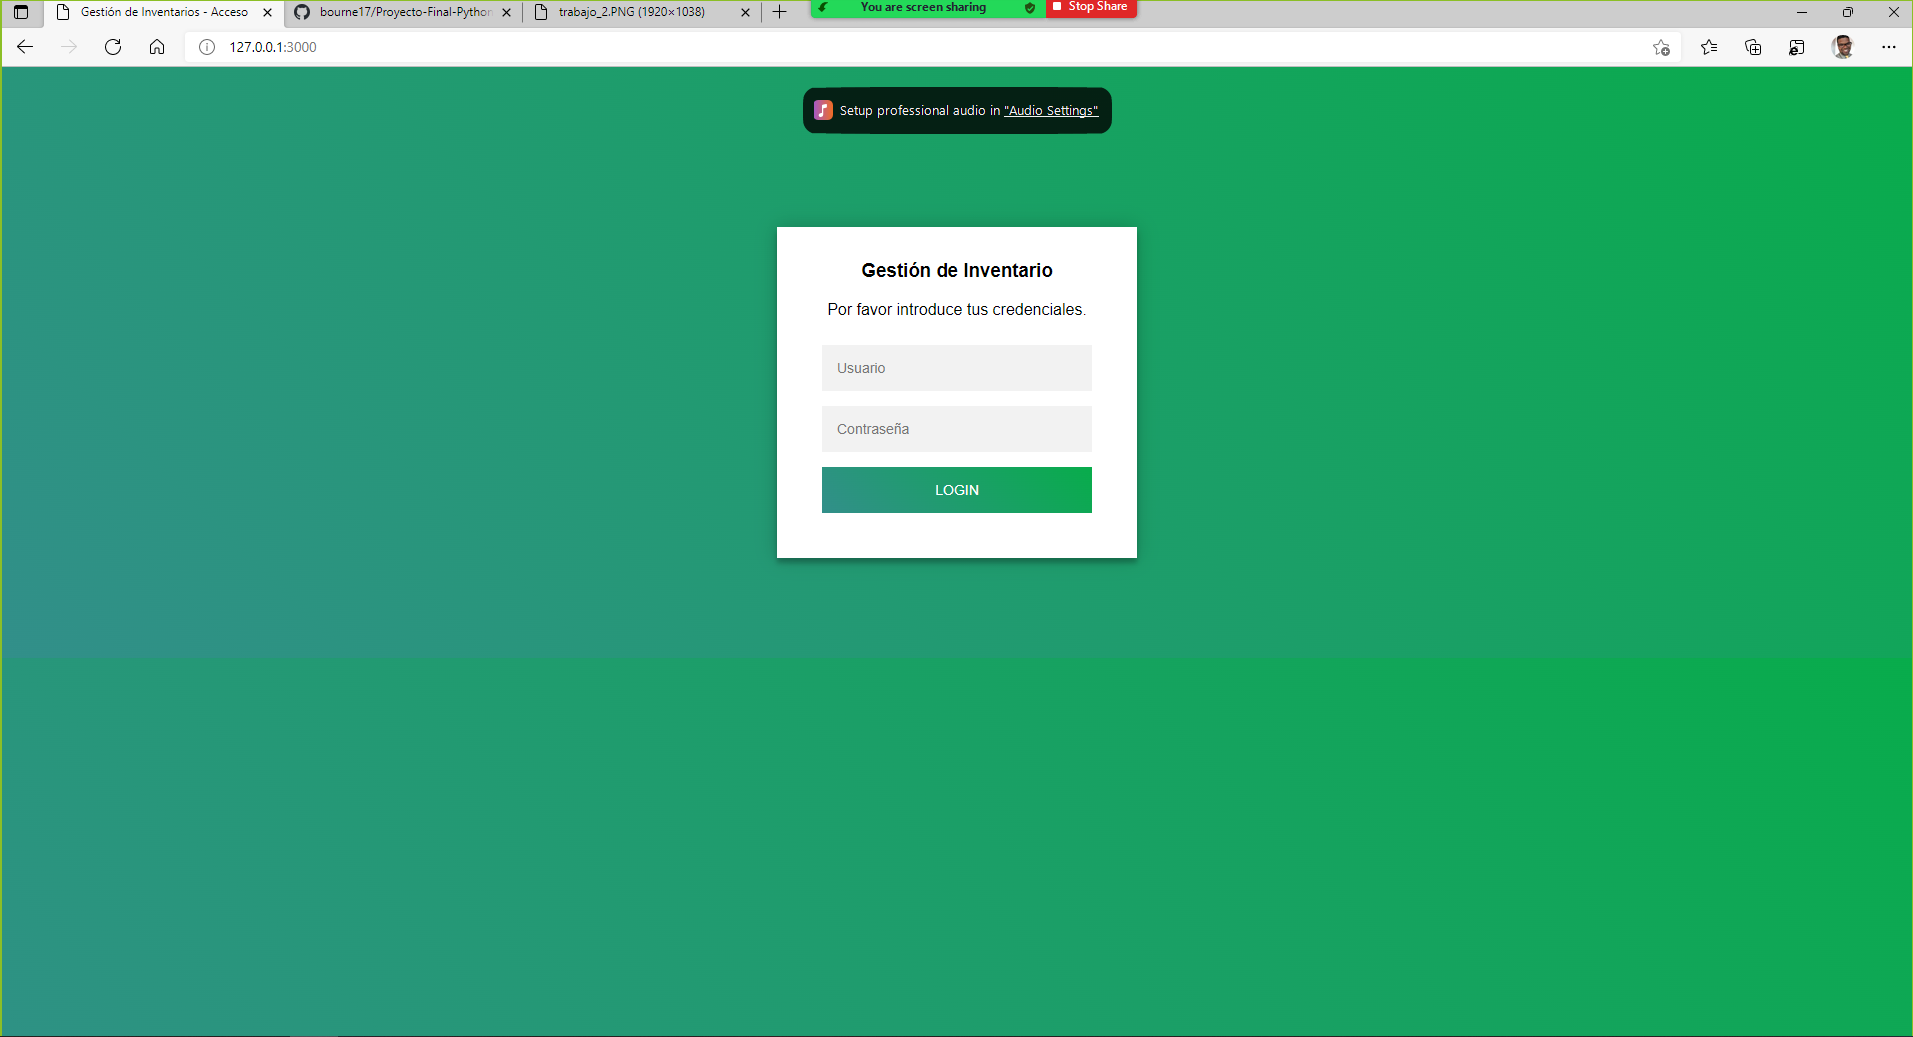 Gestión de Inventarios - Acceso
bourne17/Proyecto-Final-Python
trabajo_2.PNG (1920×1038)
You are screen sharing
Stop Share
127.0.0.1:3000
Setup professional audio in "Audio Settings"
Gestión de Inventario
Por favor introduce tus credenciales.
Usuario
Contraseña
LOGIN